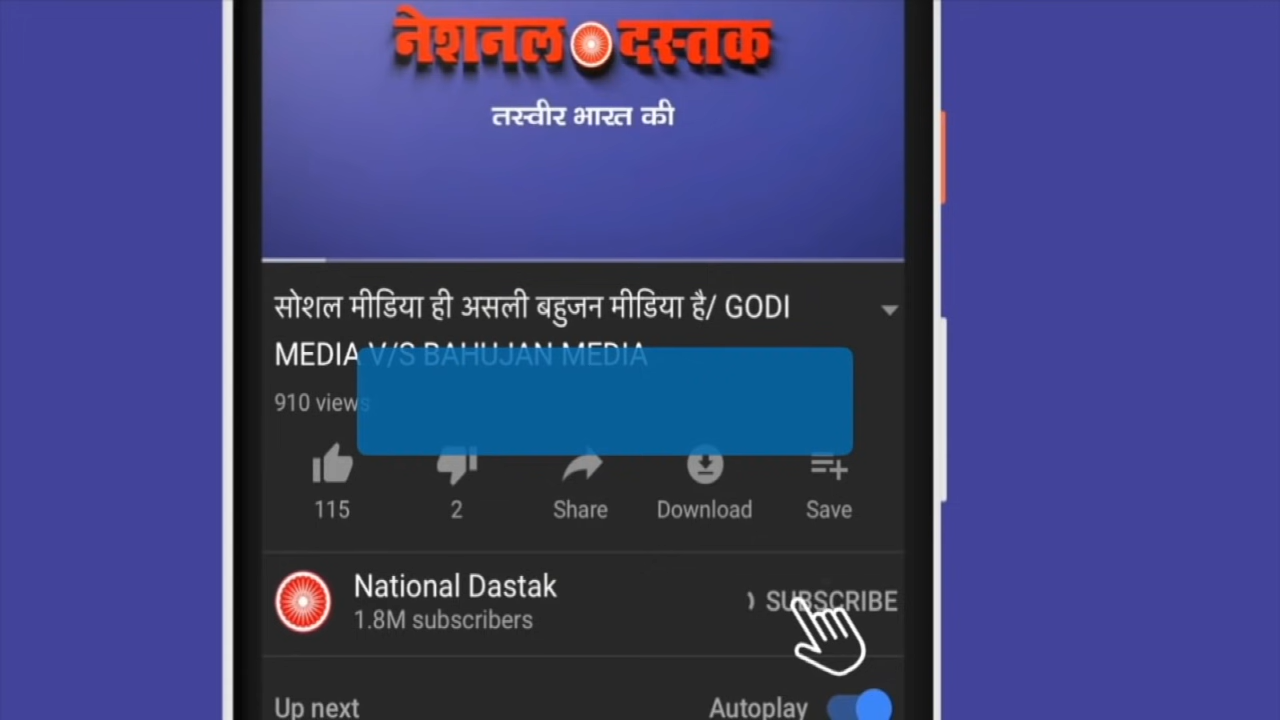 नेशनल दस्तक
तस्वीर भारत की
सोशल मीडिया ही असली बहुजन मीडिया है/ GODI
MEDIA V/S BAHUJAN MEDIA
910 views
115
2
Share
Download
Save
National Dastak
1.8M subscribers
SUBSCRIBE
Up next
Autoplay